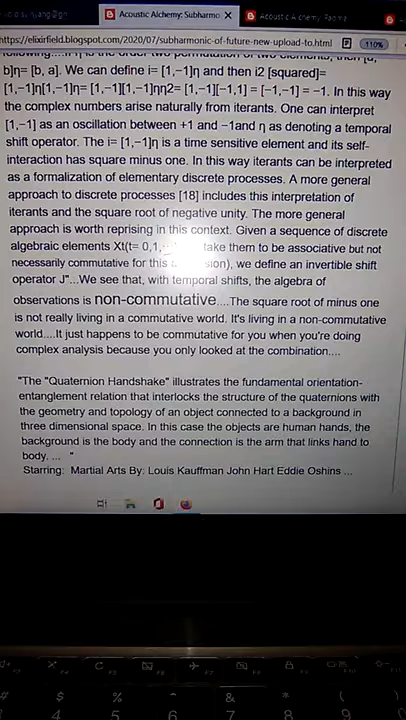 Acoustic Alchemy: Subharmo
https://elixirfield.blogspot.com/2020/07/subharmonic-of-future-new-upload-to.html
110%
b]η= [b, a]. We can define i= [1,−1]η and then i2 [squared]=
[1,−1]η[1,−1]η= [1,−1][1,−1]ηη2= [1,−1][-1,1] = [−1,−1] = −1. In this way
the complex numbers arise naturally from iterants. One can interpret
[1,−1] as an oscillation between +1 and −1and η as denoting a temporal
shift operator. The i= [1,−1]η is a time sensitive element and its self-
interaction has square minus one. In this way iterants can be interpreted
as a formalization of elementary discrete processes. A more general
approach to discrete processes [18] includes this interpretation of
iterants and the square root of negative unity. The more general
approach is worth reprising in this context. Given a sequence of discrete
algebraic elements Xt(t= 0,1, take them to be associative but not
necessarily commutative for this we define an invertible shift
operator J"...We see that, with temporal shifts, the algebra of
observations is non-commutative....The square root of minus one
is not really living in a commutative world. It's living in a non-commutative
world....It just happens to be commutative for you when you're doing
complex analysis because you only looked at the combination....
"The "Quaternion Handshake" illustrates the fundamental orientation-
entanglement relation that interlocks the structure of the quaternions with
the geometry and topology of an object connected to a background in
three dimensional space. In this case the objects are human hands, the
background is the body and the connection is the arm that links hand to
body. ... "
Starring: Martial Arts By: Louis Kauffman John Hart Eddie Oshins ...
$ % ^ & * ( )
4 5 6 7 8 9 0